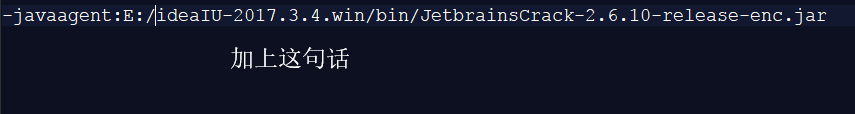 -javaagent:E:/ideaIU-2017.3.4.win/bin/JetbrainsCrack-2.6.10-release-enc.jar
加上这句话